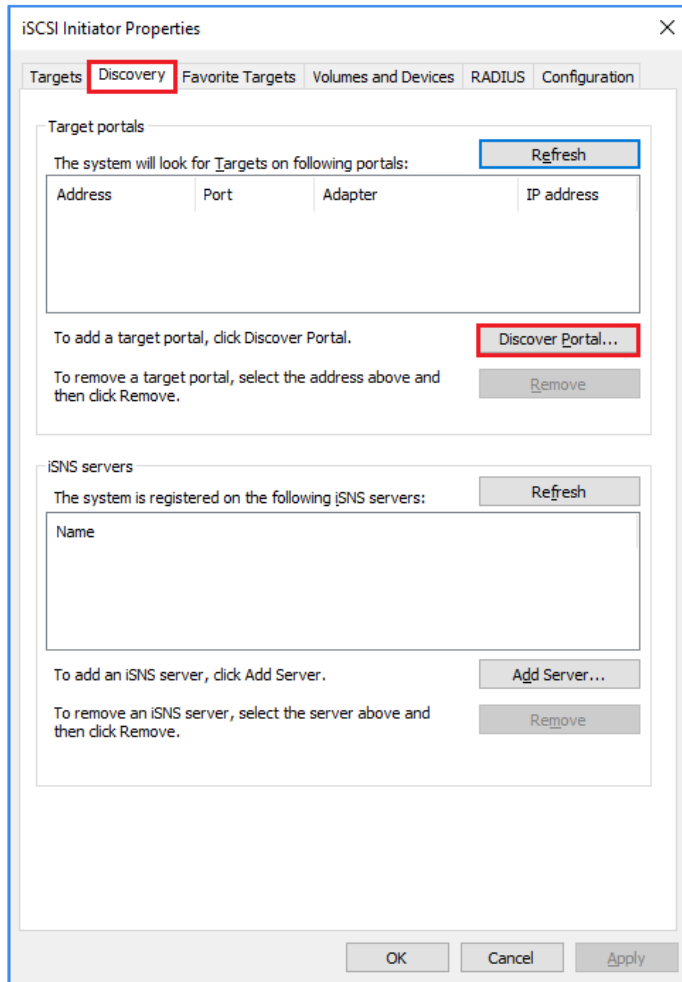 iSCSI Initiator Properties
Targets Discovery Favorite Targets Volumes and Devices RADIUS Configuration
Target portals
The system will look for Targets on following portals:
Refresh
Address Port Adapter IP address
To add a target portal, click Discover Portal.
Discover Portal...
To remove a target portal, select the address above and
then click Remove.
Remove
iSNS servers
The system is registered on the following iSNS servers:
Refresh
Name
To add an iSNS server, click Add Server.
Add Server...
To remove an iSNS server, select the server above and
then click Remove.
Remove
OK Cancel Apply